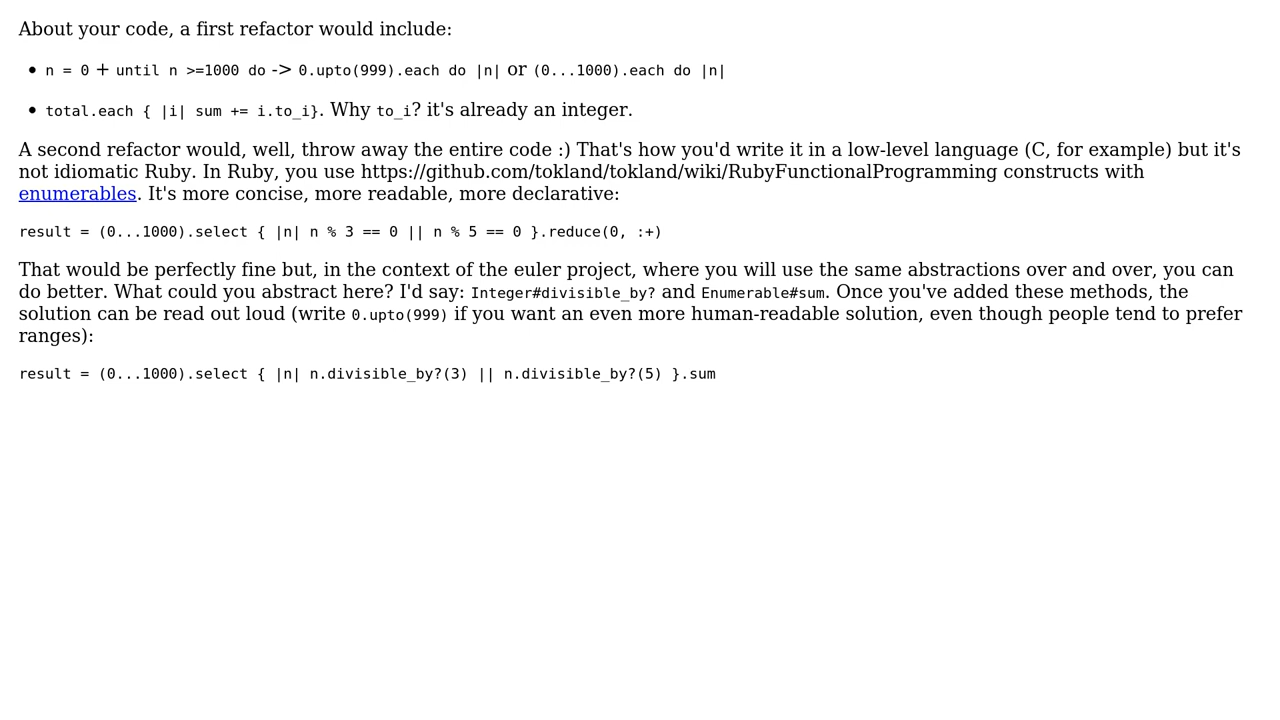 About your code, a first refactor would include:
• n = 0 + until n >=1000 do -> 0.upto(999).each do |n| or (0...1000).each do |n|
• total.each { |i| sum += i.to_i}. Why to_i? it's already an integer.
A second refactor would, well, throw away the entire code :) That's how you'd write it in a low-level language (C, for example) but it's
not idiomatic Ruby. In Ruby, you use https://github.com/tokland/tokland/wiki/RubyFunctionalProgramming constructs with
enumerables. It's more concise, more readable, more declarative:
result = (0...1000).select { |n| n % 3 == 0 || n % 5 == 0 }.reduce(0, :+)
That would be perfectly fine but, in the context of the euler project, where you will use the same abstractions over and over, you can
do better. What could you abstract here? I'd say: Integer#divisible_by? and Enumerable#sum. Once you've added these methods, the
solution can be read out loud (write 0.upto(999) if you want an even more human-readable solution, even though people tend to prefer
ranges):
result = (0...1000).select { |n| n.divisible_by?(3) || n.divisible_by?(5) }.sum